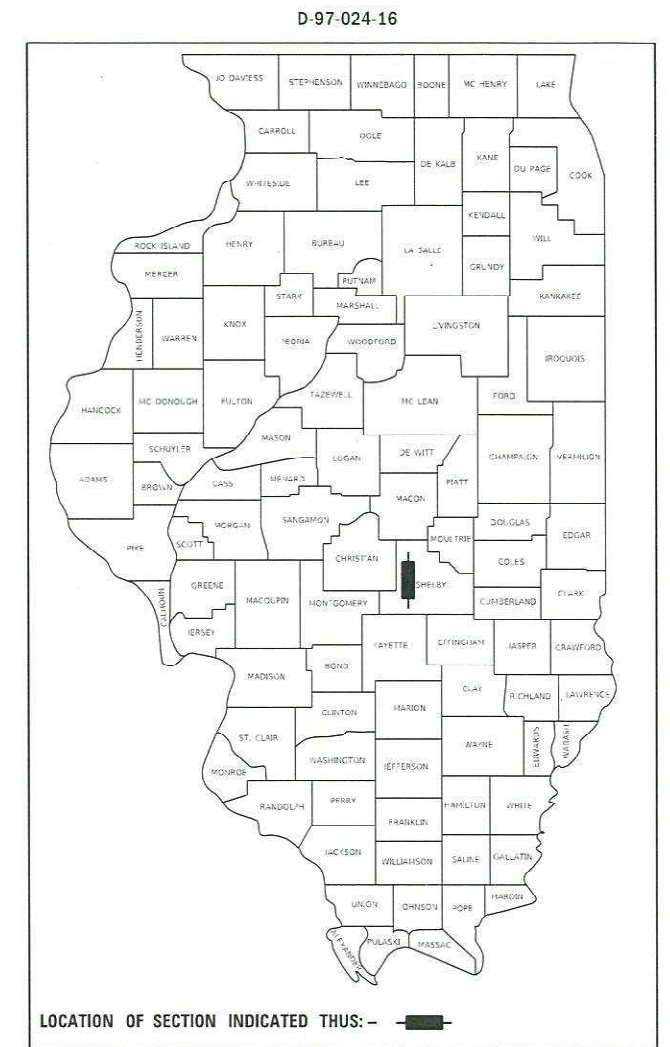 D-97-024-16
JO DAVIESS STEPHENSON WINNEBAGO BOONE MC HENRY LAKE
CARROLL OGLE
DE KALB KANE DU PAGE COOK
WHITESIDE LEE
KENDALL
ROCK ISLAND HENRY BUREAU LA SALLE WILL
MERCER PUTNAM GRUNDY
STARK MARSHALL KANKAKEE
HENDERSON WARREN KNOX PEORIA WOODFORD LIVINGSTON
IROQUOIS
HANCOCK MC DONOUGH FULTON TAZEWELL MC LEAN FORD
MASON
SCHUYLER LOGAN DE WITT CHAMPAIGN VERMILION
ADAMS BROWN CASS MENARD PIATT
MACON
MORGAN SANGAMON DOUGLAS
PIKE SCOTT CHRISTIAN MOULTRIE EDGAR
COLES
GREENE SHELBY CLARK
CALHOUN MACOUPIN MONTGOMERY CUMBERLAND
JERSEY FAYETTE EFFINGHAM JASPER CRAWFORD
BOND
MADISON CLAY RICHLAND LAWRENCE
CLINTON MARION
ST. CLAIR WAYNE EDWARDS WABASH
MONROE WASHINGTON JEFFERSON
RANDOLPH PERRY HAMILTON WHITE
FRANKLIN
JACKSON WILLIAMSON SALINE GALLATIN
UNION JOHNSON POPE HARDIN
ALEXANDER PULASKI MASSAC
LOCATION OF SECTION INDICATED THUS: –